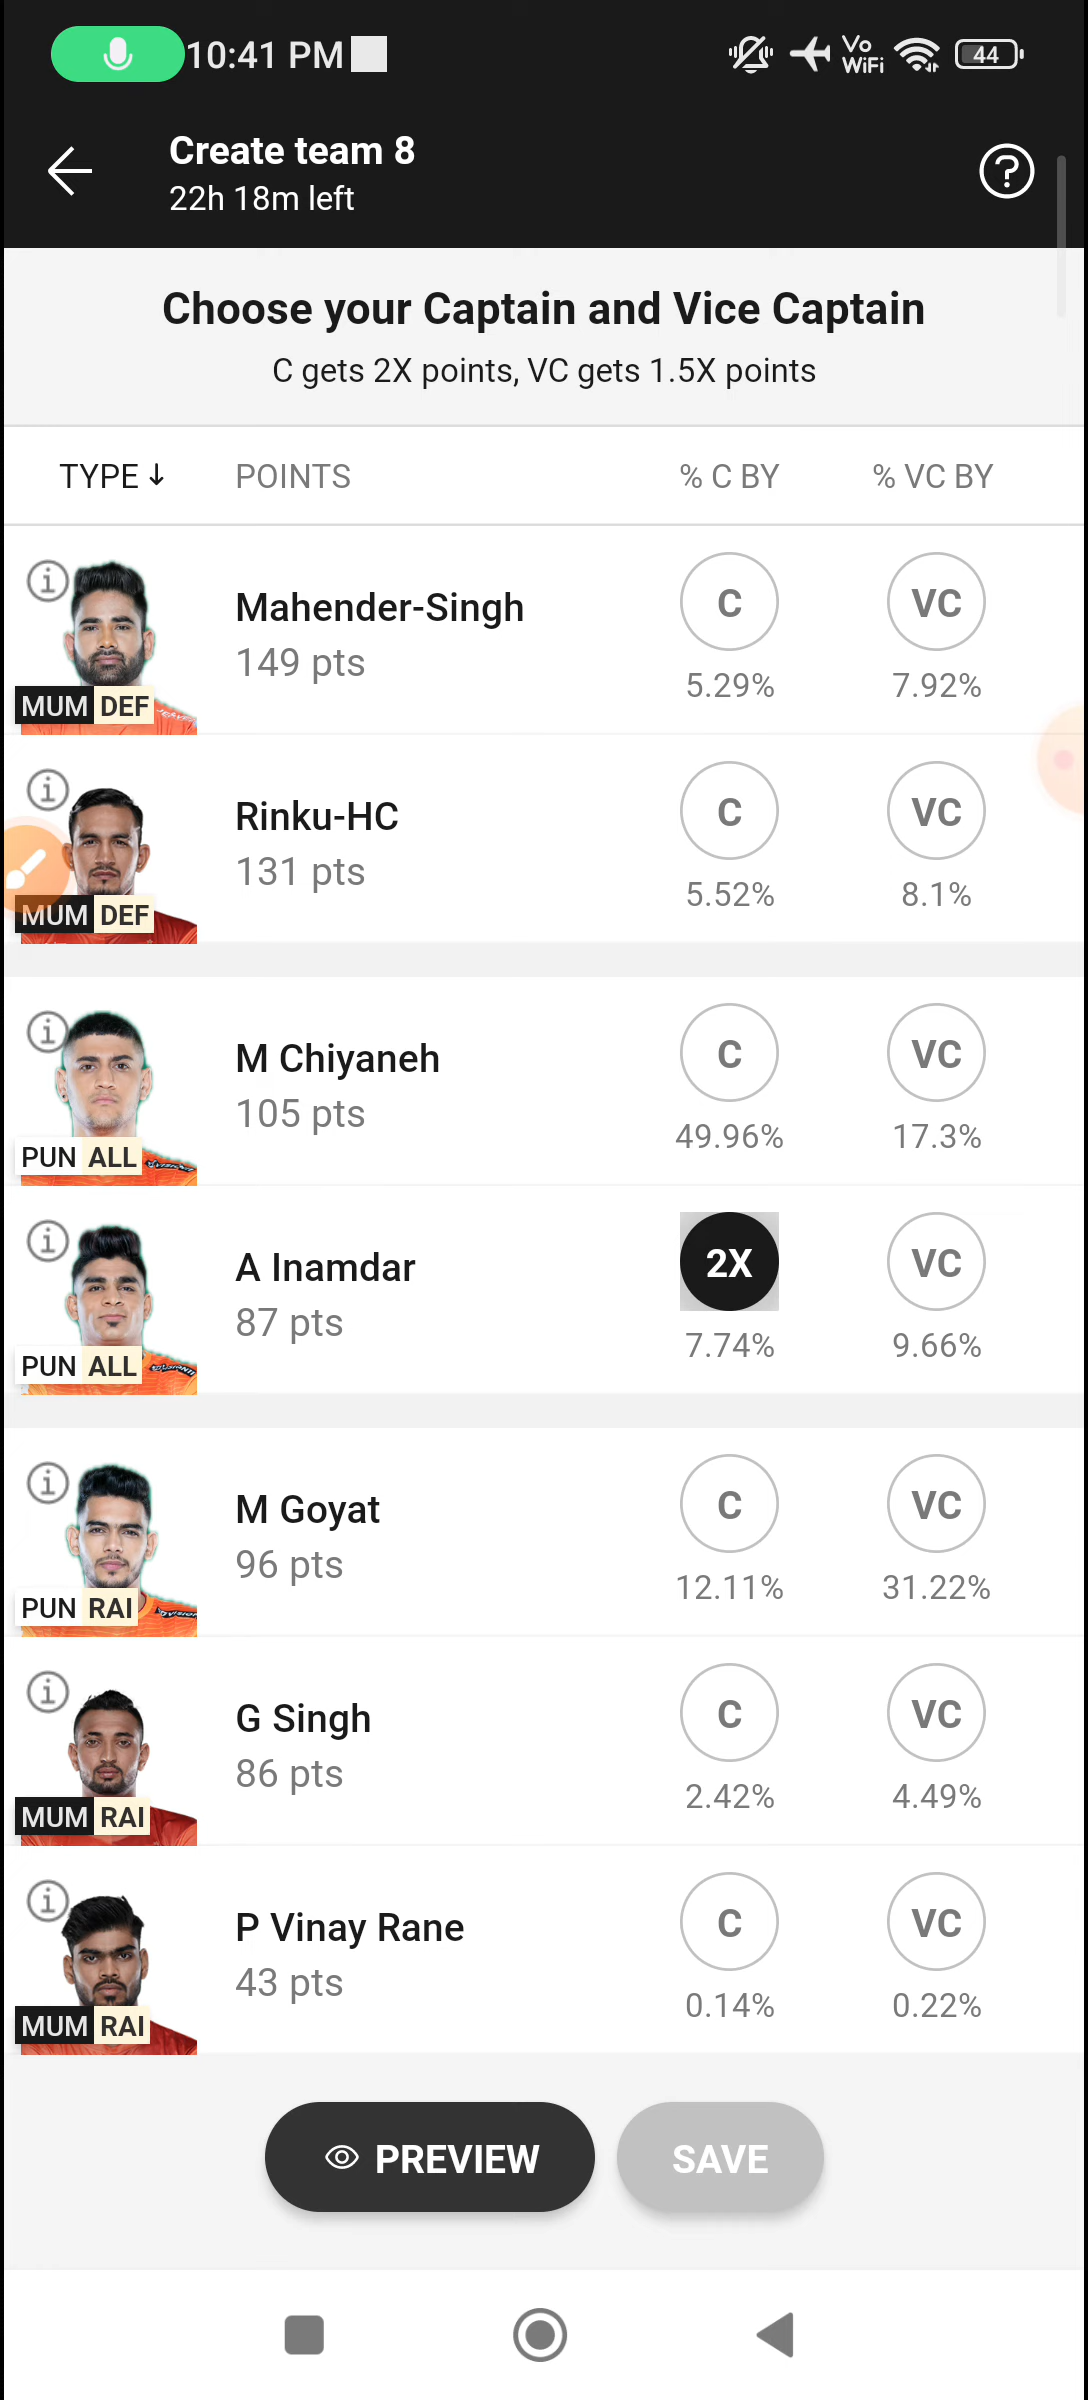 10:41 PM
Vo
WiFi
44
Create team 8
22h 18m left
Choose your Captain and Vice Captain
C gets 2X points, VC gets 1.5X points
TYPE ↓ POINTS % C BY % VC BY
Mahender-Singh
149 pts
C VC
5.29% 7.92%
MUM DEF
Rinku-HC
131 pts
C VC
5.52% 8.1%
MUM DEF
M Chiyaneh
105 pts
C VC
49.96% 17.3%
PUN ALL
A Inamdar
87 pts
2X VC
7.74% 9.66%
PUN ALL
M Goyat
96 pts
C VC
12.11% 31.22%
PUN RAI
G Singh
86 pts
C VC
2.42% 4.49%
MUM RAI
P Vinay Rane
43 pts
C VC
0.14% 0.22%
MUM RAI
PREVIEW SAVE